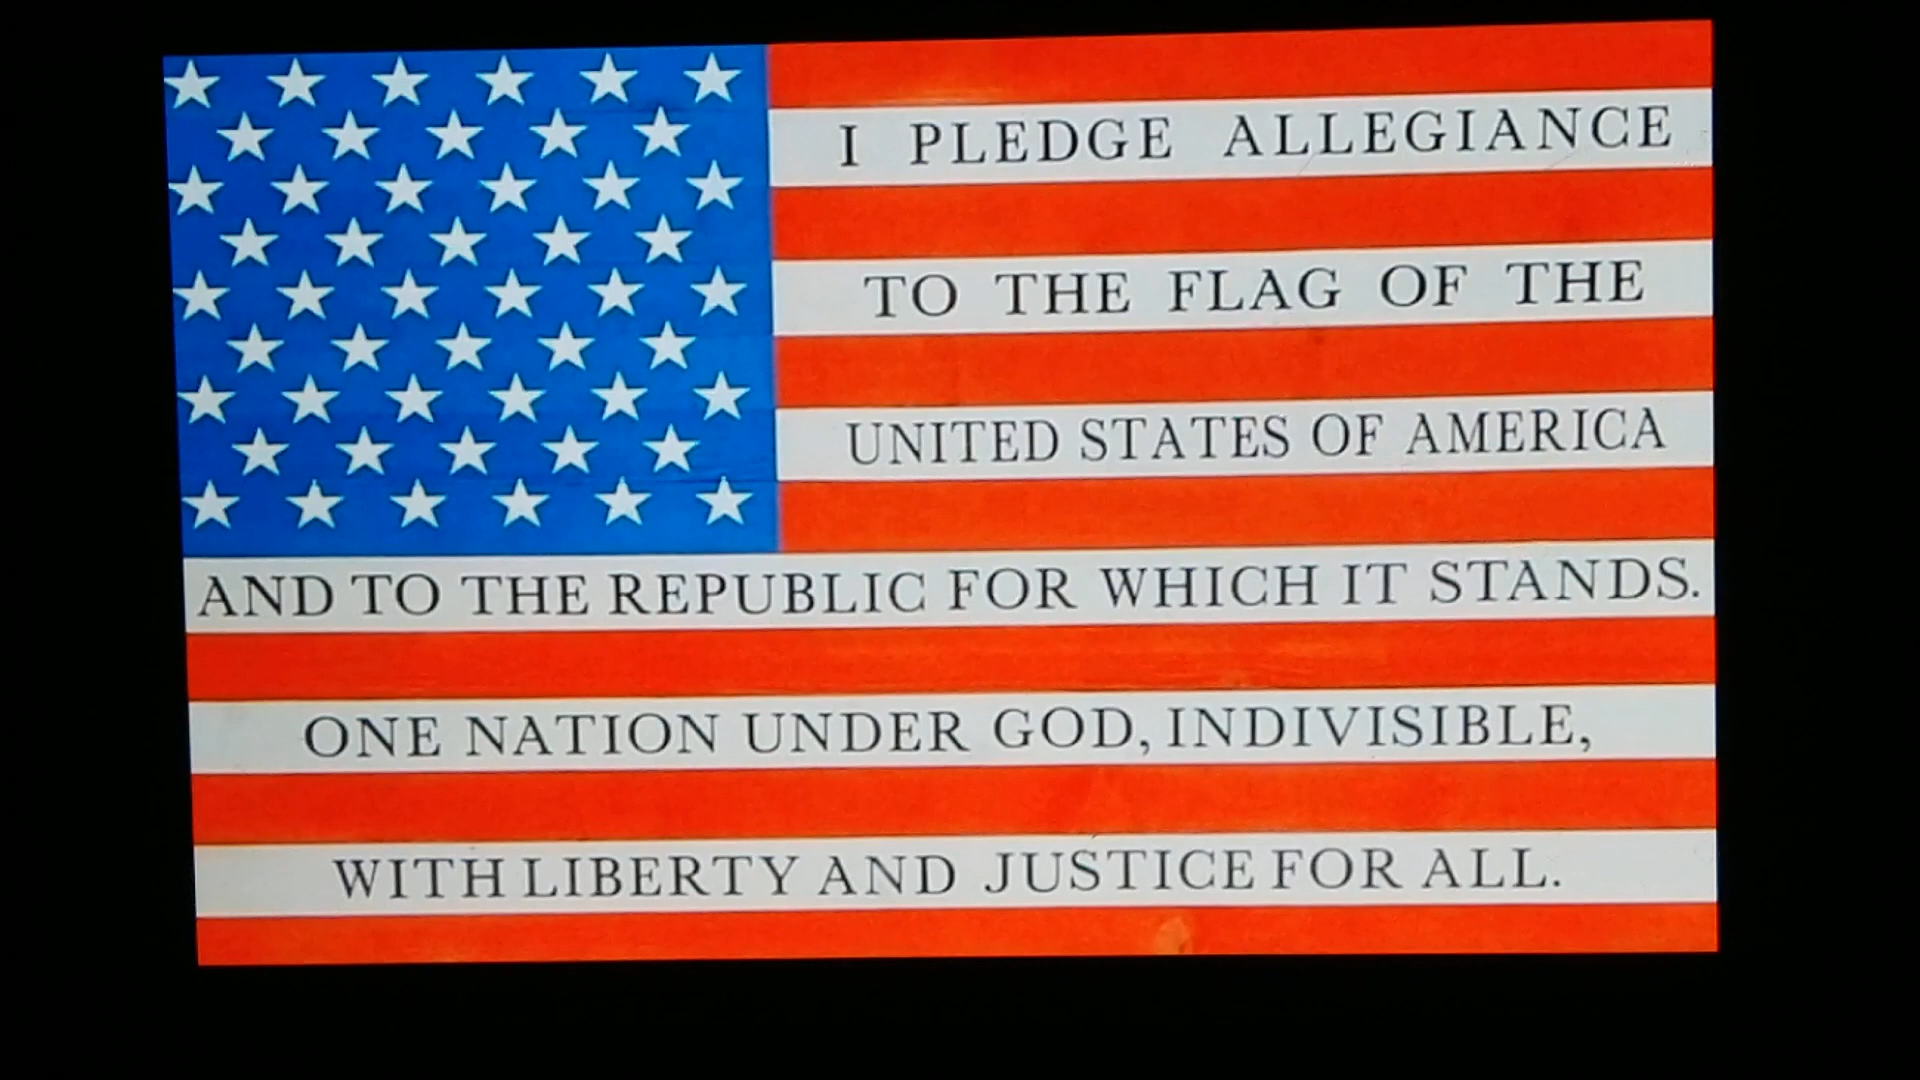 I PLEDGE ALLEGIANCE
TO THE FLAG OF THE
UNITED STATES OF AMERICA
AND TO THE REPUBLIC FOR WHICH IT STANDS.
ONE NATION UNDER GOD, INDIVISIBLE,
WITH LIBERTY AND JUSTICE FOR ALL.